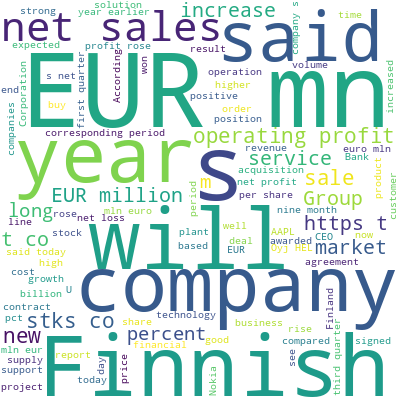 strong
solution
year earlier
increase
time
company s
net sales
said
expected
profit rose
result
EUR mn
end
s net
According
won
operation
volume
first quarter
higher
positive
order
position
increased
companies
Corporation
buy
corresponding period
operating profit
year
s
revenue
euro mln
Bank
service
acquisition
net profit
EUR million
m
sale
product
customer
long
rose
mln euro
net loss
period
per share
Group
nine month
https t
t co
line
stock
plant
based
well
deal
EUR
AAPL
Oyj HEL
awarded
CEO
now
market
said today
high
will
agreement
cost
growth
billion
U
company
contract
pct
stks co
share
technology
business
rise
Finland
third quarter
new
percent
financial
good
compared
signed
mln eur
report
day
price
see
supply
support
project
today
Nokia
Finnish